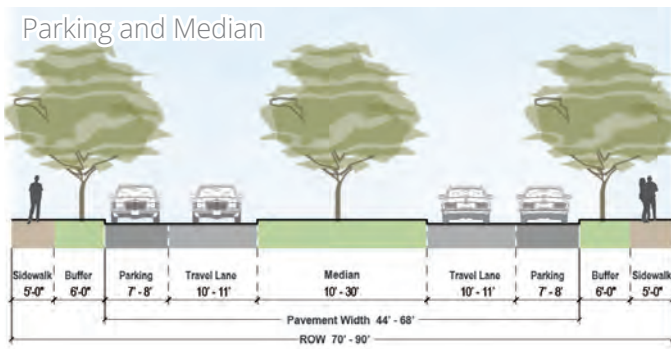 Parking and Median
Sidewalk Buffer Parking Travel Lane Median Travel Lane Parking Buffer Sidewalk
5'-0" 6'-0" 7' - 8' 10' - 11' 10' - 30' 10' - 11' 7' - 8' 6'-0" 5'-0"
Pavement Width 44' - 68'
ROW 70' - 90'